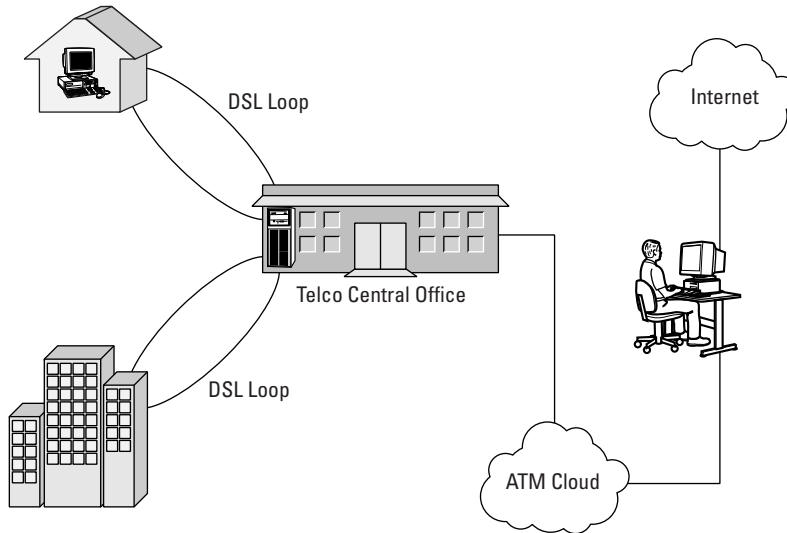 DSL Loop
Internet
Telco Central Office
DSL Loop
ATM Cloud